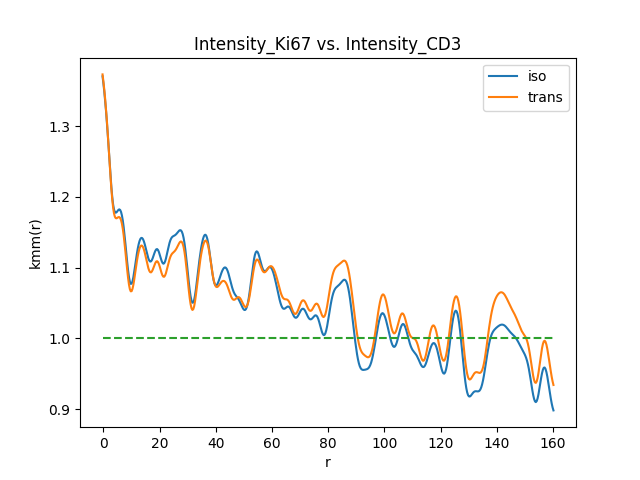 Intensity_Ki67 vs. Intensity_CD3
iso
trans
kmm(r)
1.3
1.2
1.1
1.0
0.9
0 20 40 60 80 100 120 140 160
r